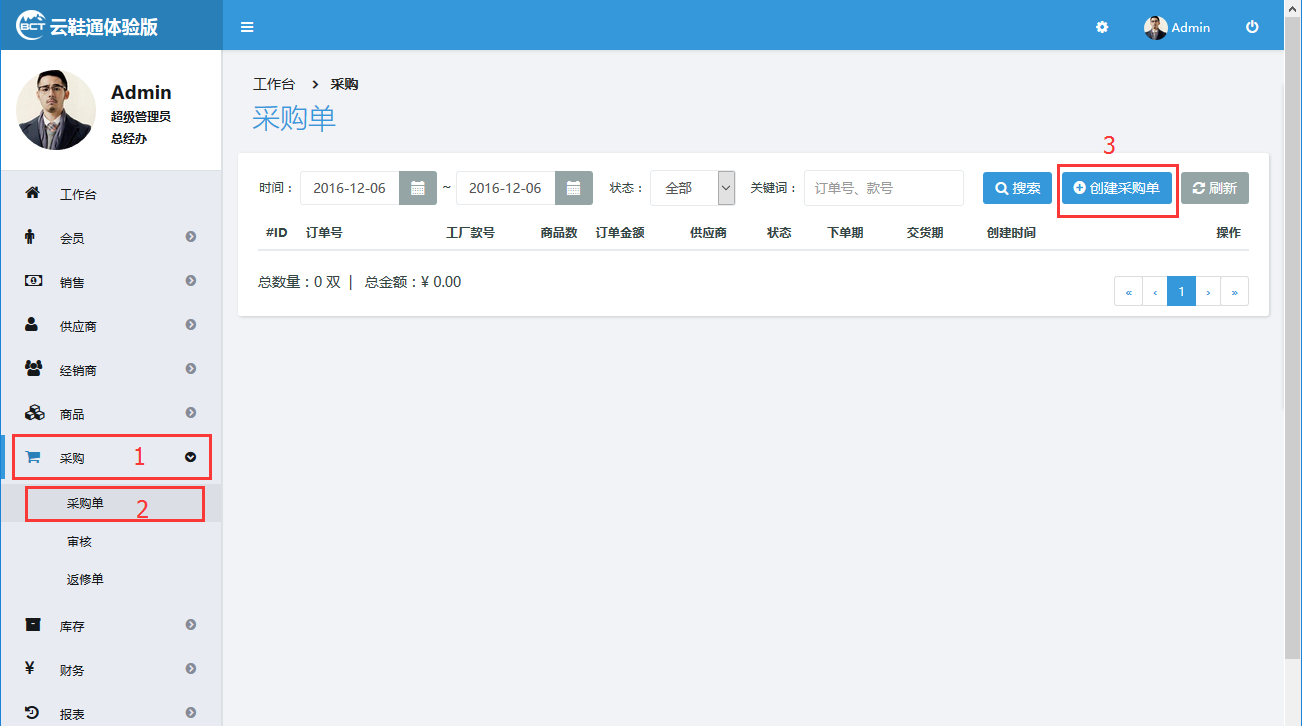 BCT 云鞋通体验版
Admin
Admin
超级管理员
总经办
工作台
会员
销售
供应商
经销商
商品
采购 1
采购单 2
审核
返修单
库存
财务
报表
工作台 > 采购
采购单
3
时间： 2016-12-06 ~ 2016-12-06 状态： 全部 关键词： 订单号、款号 搜索 创建采购单 刷新
#ID 订单号 工厂款号 商品数 订单金额 供应商 状态 下单期 交货期 创建时间 操作
总数量：0 双 | 总金额：¥ 0.00
« ‹ 1 › »